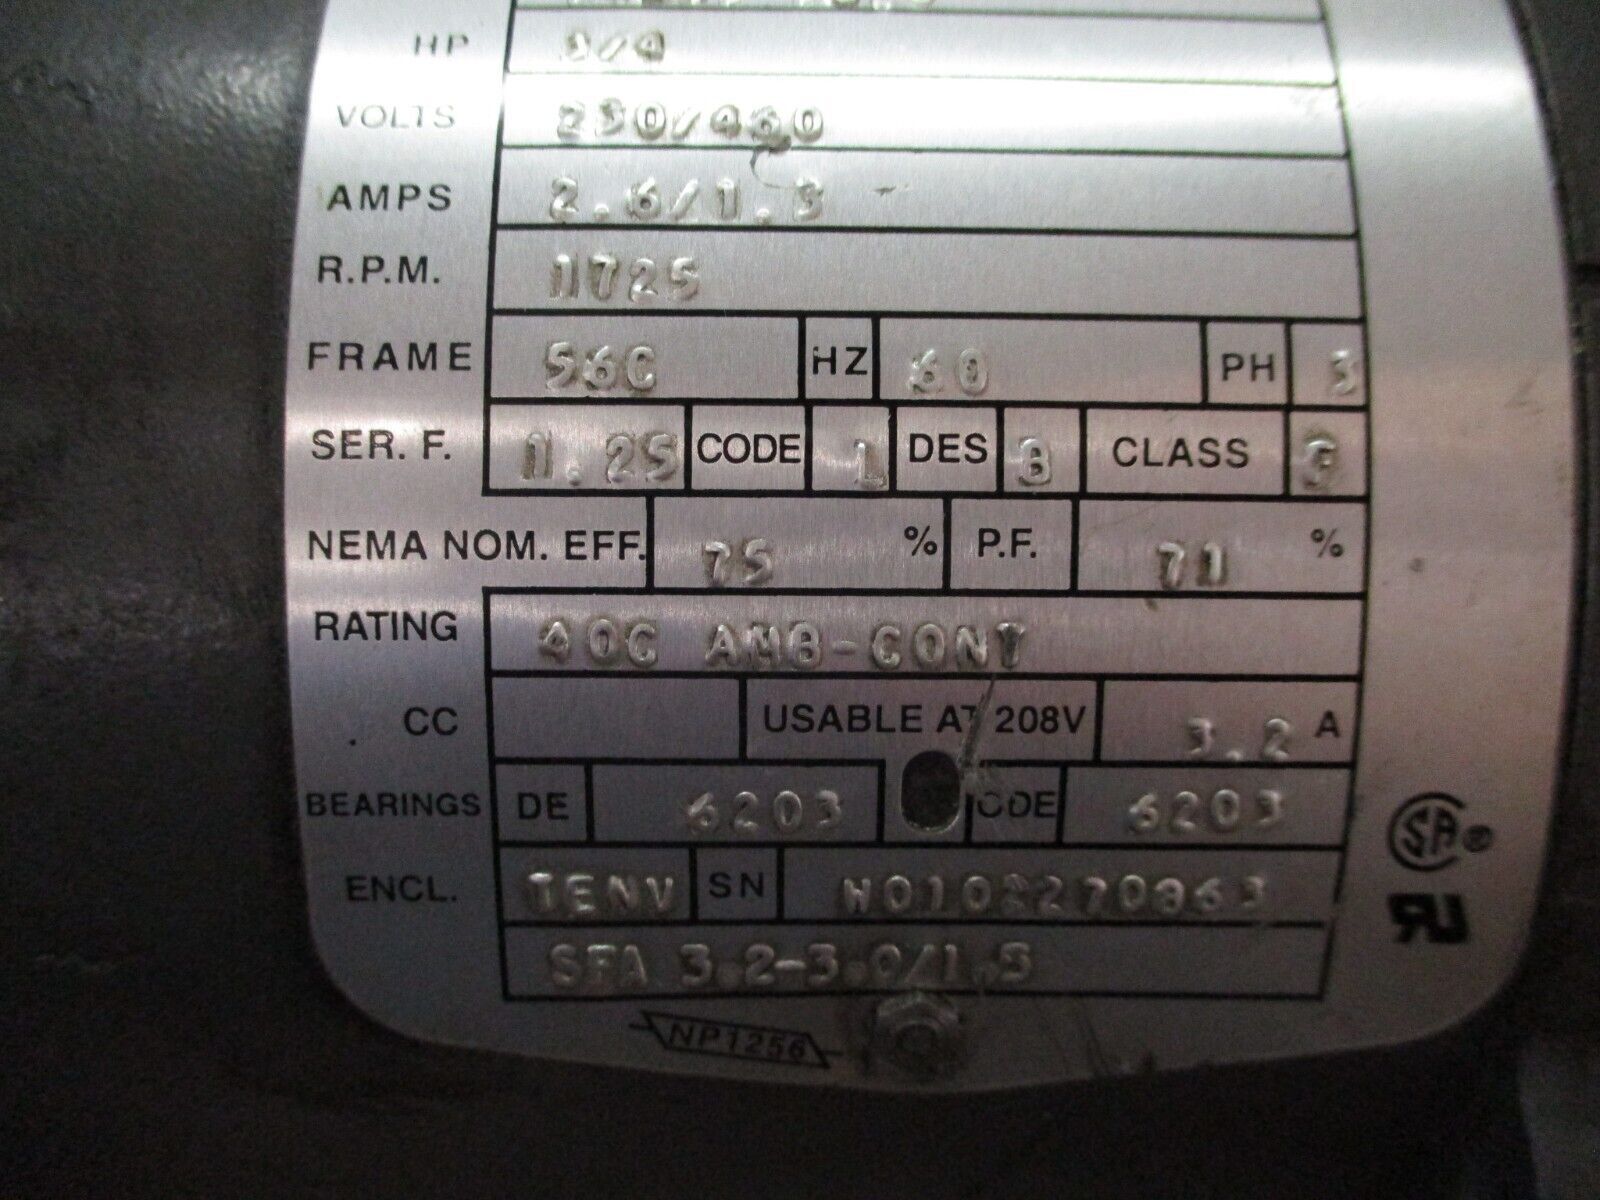 HP 3/4
VOLTS 230/460
AMPS 2.6/1.3
R.P.M. 1725
FRAME 56C HZ 60 PH 3
SER. F. 1.25 CODE L DES B CLASS
NEMA NOM. EFF. 75 % P.F. 71 %
RATING 40C AMB-CONT
CC USABLE AT 208V 3.2 A
BEARINGS DE 6203 ODE 6203
ENCL. TENV SN W0102270863
SFA 3.2-3.0/1.5
NP1256
SA ®
RU